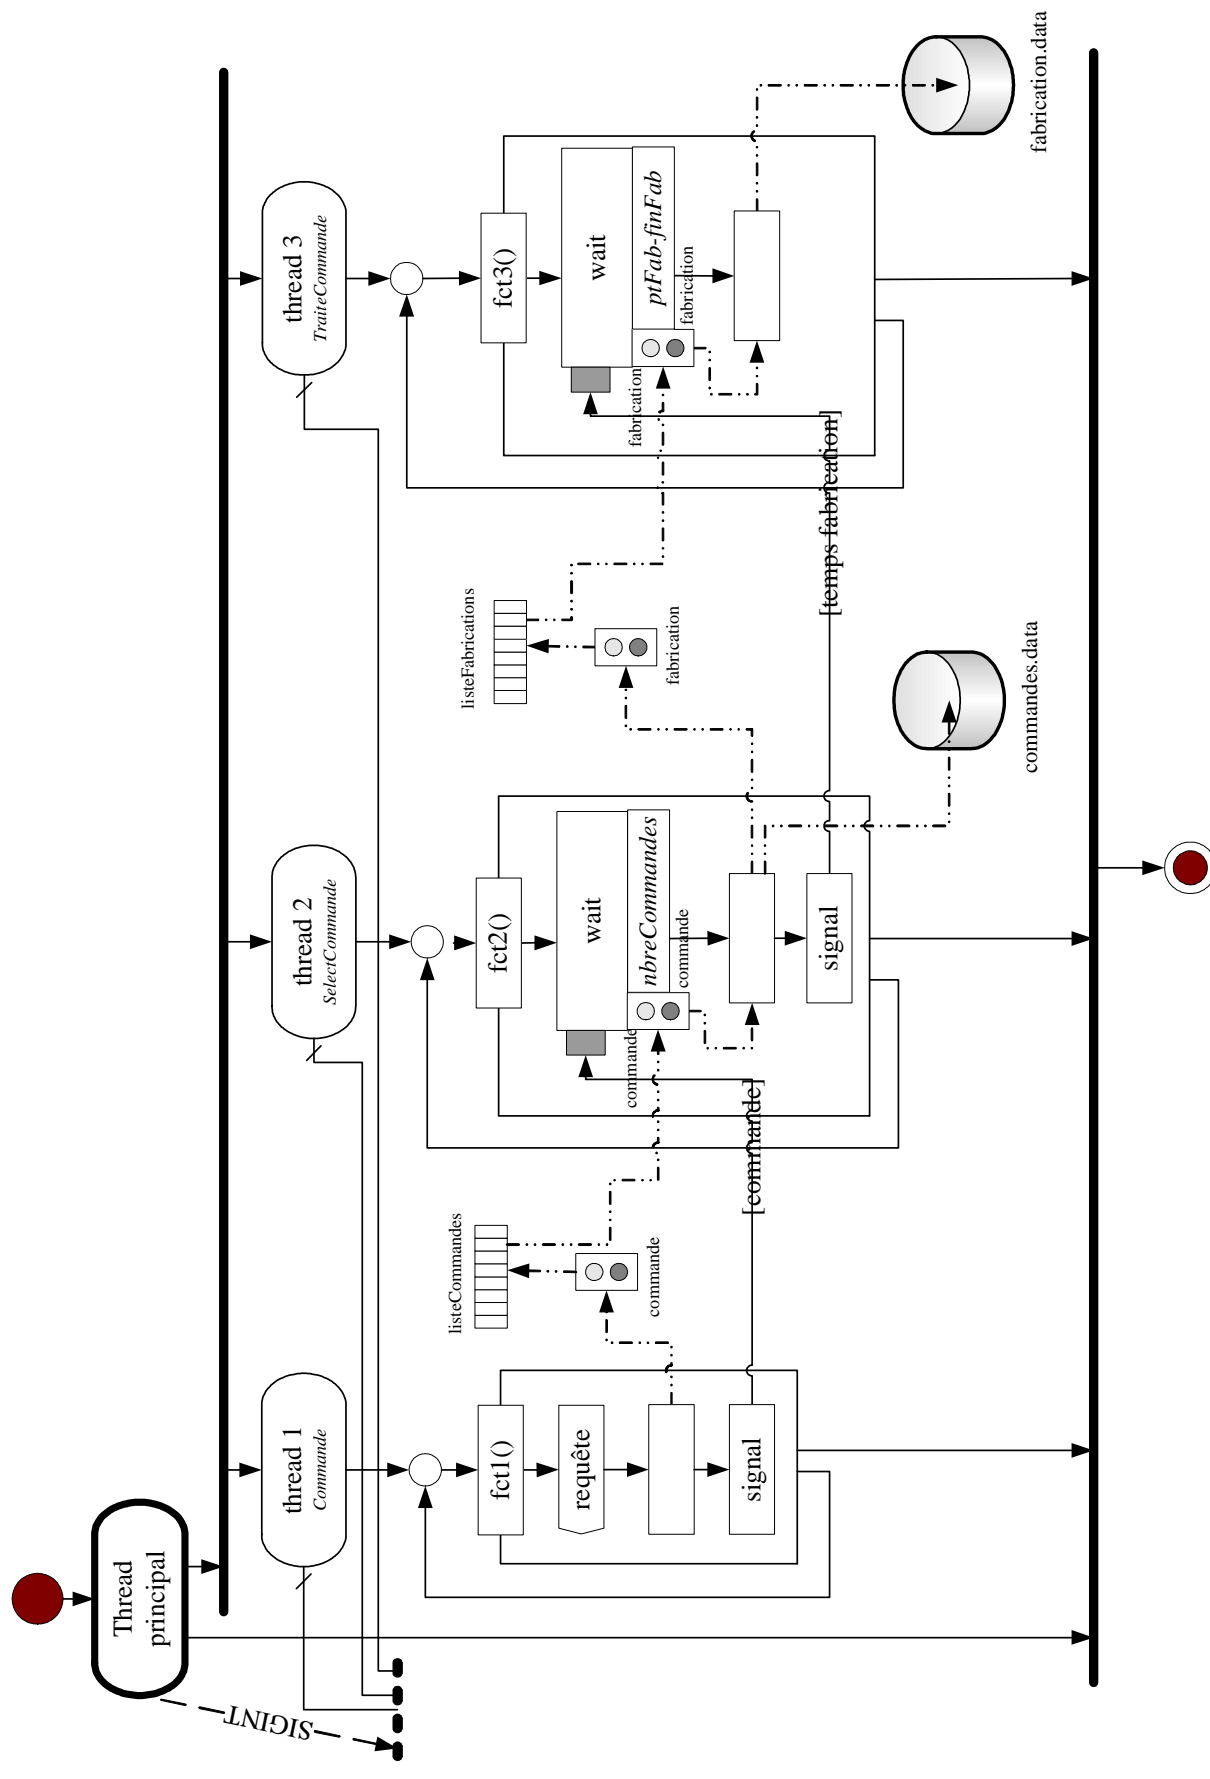 Thread
principal
SIGINT
thread 1
Commande
fct1()
requête
signal
listeCommandes
commande
[commande]
thread 2
SelectCommande
fct2()
wait
nbreCommandes
commande
commande
signal
listeFabrications
fabrication
[temps fabrication]
commandes.data
thread 3
TraiteCommande
fct3()
wait
ptFab-finFab
fabrication
fabrication
fabrication.data